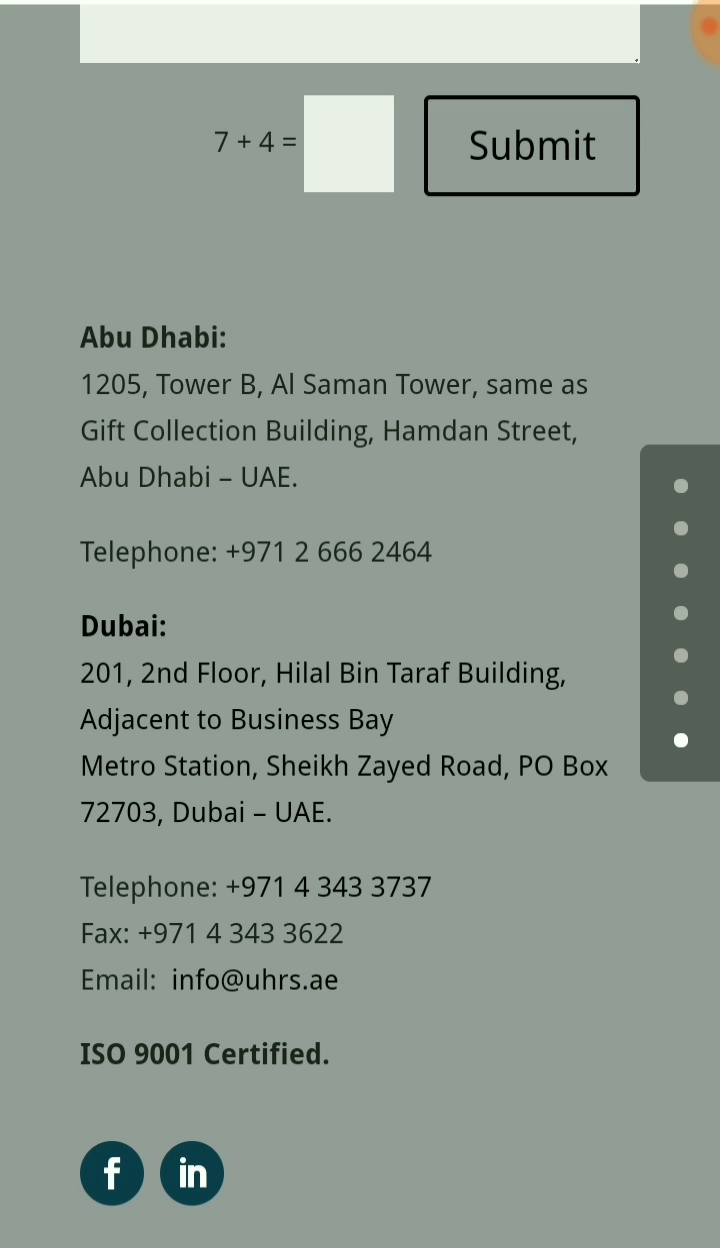 7 + 4 =
Submit
Abu Dhabi:
1205, Tower B, Al Saman Tower, same as
Gift Collection Building, Hamdan Street,
Abu Dhabi – UAE.
Telephone: +971 2 666 2464
Dubai:
201, 2nd Floor, Hilal Bin Taraf Building,
Adjacent to Business Bay
Metro Station, Sheikh Zayed Road, PO Box
72703, Dubai – UAE.
Telephone: +971 4 343 3737
Fax: +971 4 343 3622
Email: info@uhrs.ae
ISO 9001 Certified.
f in